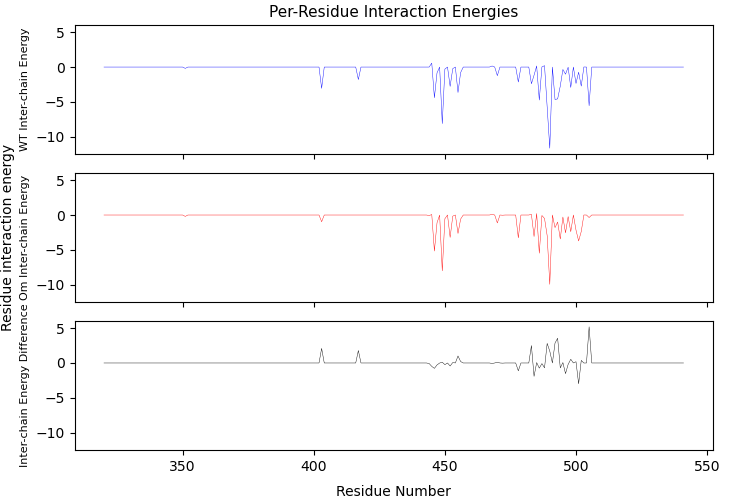 Per-Residue Interaction Energies
Residue interaction energy
WT Inter-chain Energy
5
0
−5
−10
Om Inter-chain Energy
5
0
−5
−10
Inter-chain Energy Difference
5
0
−5
−10
350
400
450
500
550
Residue Number